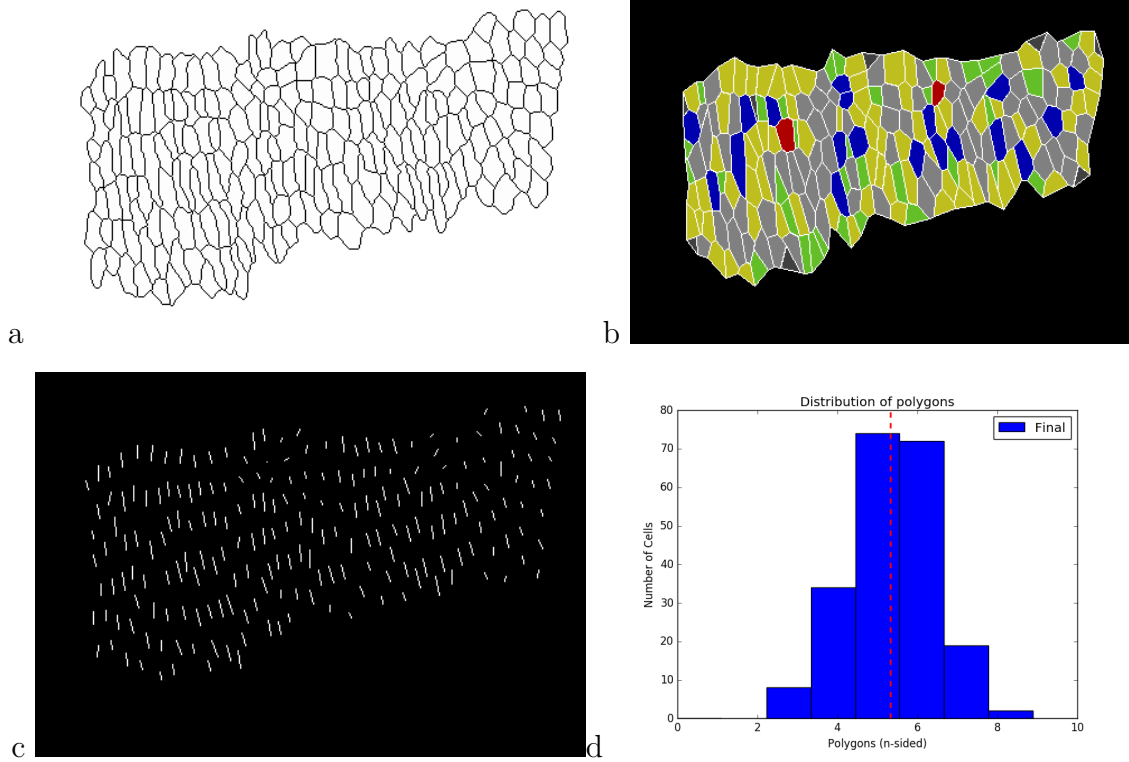 a
b
c
d
Distribution of polygons
Final
Number of Cells
80
70
60
50
40
30
20
10
0
0 2 4 6 8 10
Polygons (n-sided)